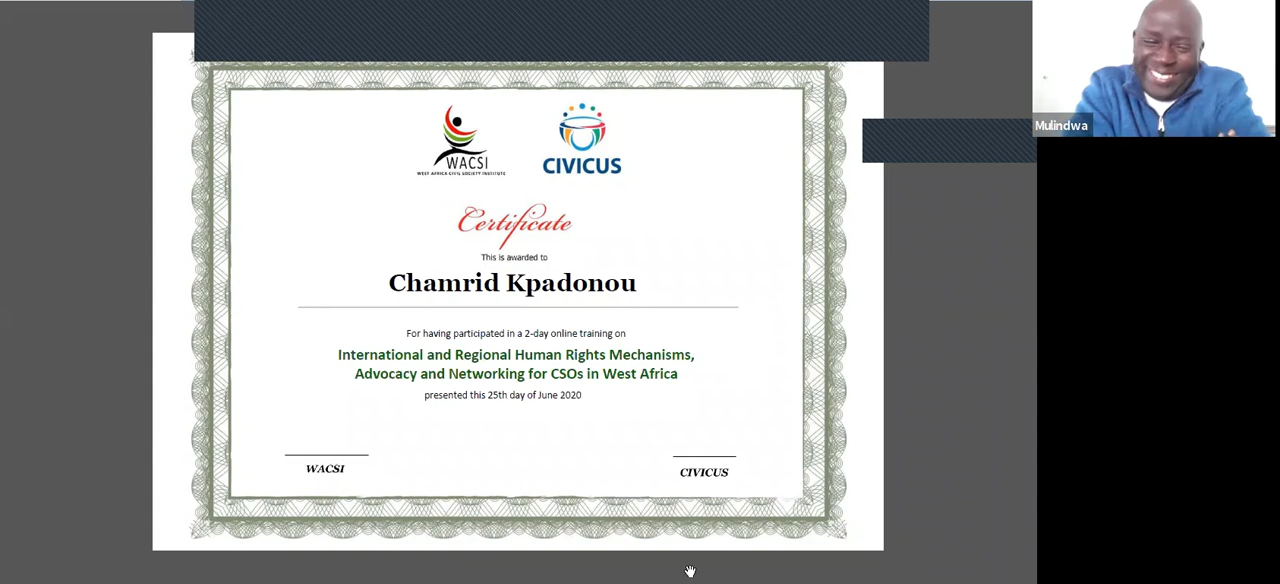 WACSI
WEST AFRICA CIVIL SOCIETY INSTITUTE
CIVICUS
Certificate
This is awarded to
Chamrid Kpadonou
For having participated in a 2-day online training on
International and Regional Human Rights Mechanisms,
Advocacy and Networking for CSOs in West Africa
presented this 25th day of June 2020
WACSI
CIVICUS
Mulindwa